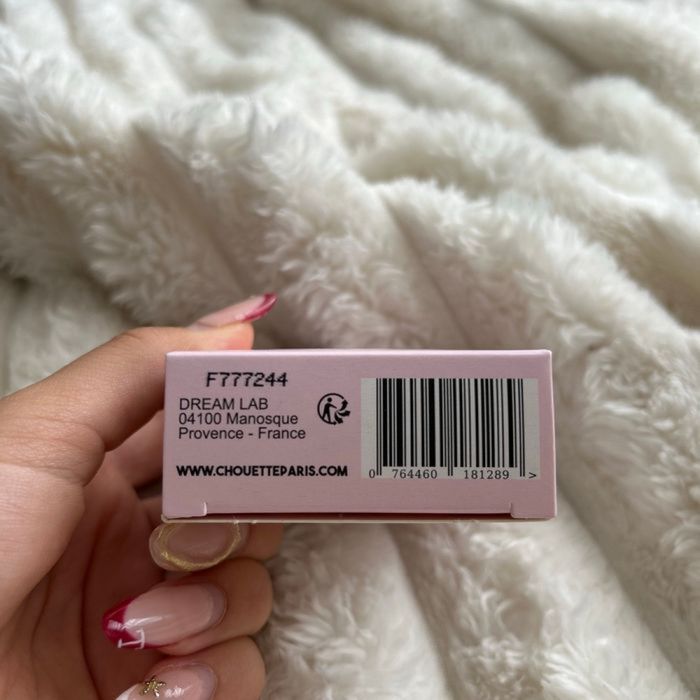 F777244
DREAM LAB
04100 Manosque
Provence - France
WWW.CHOUETTEPARIS.COM
0 764460 181289 >